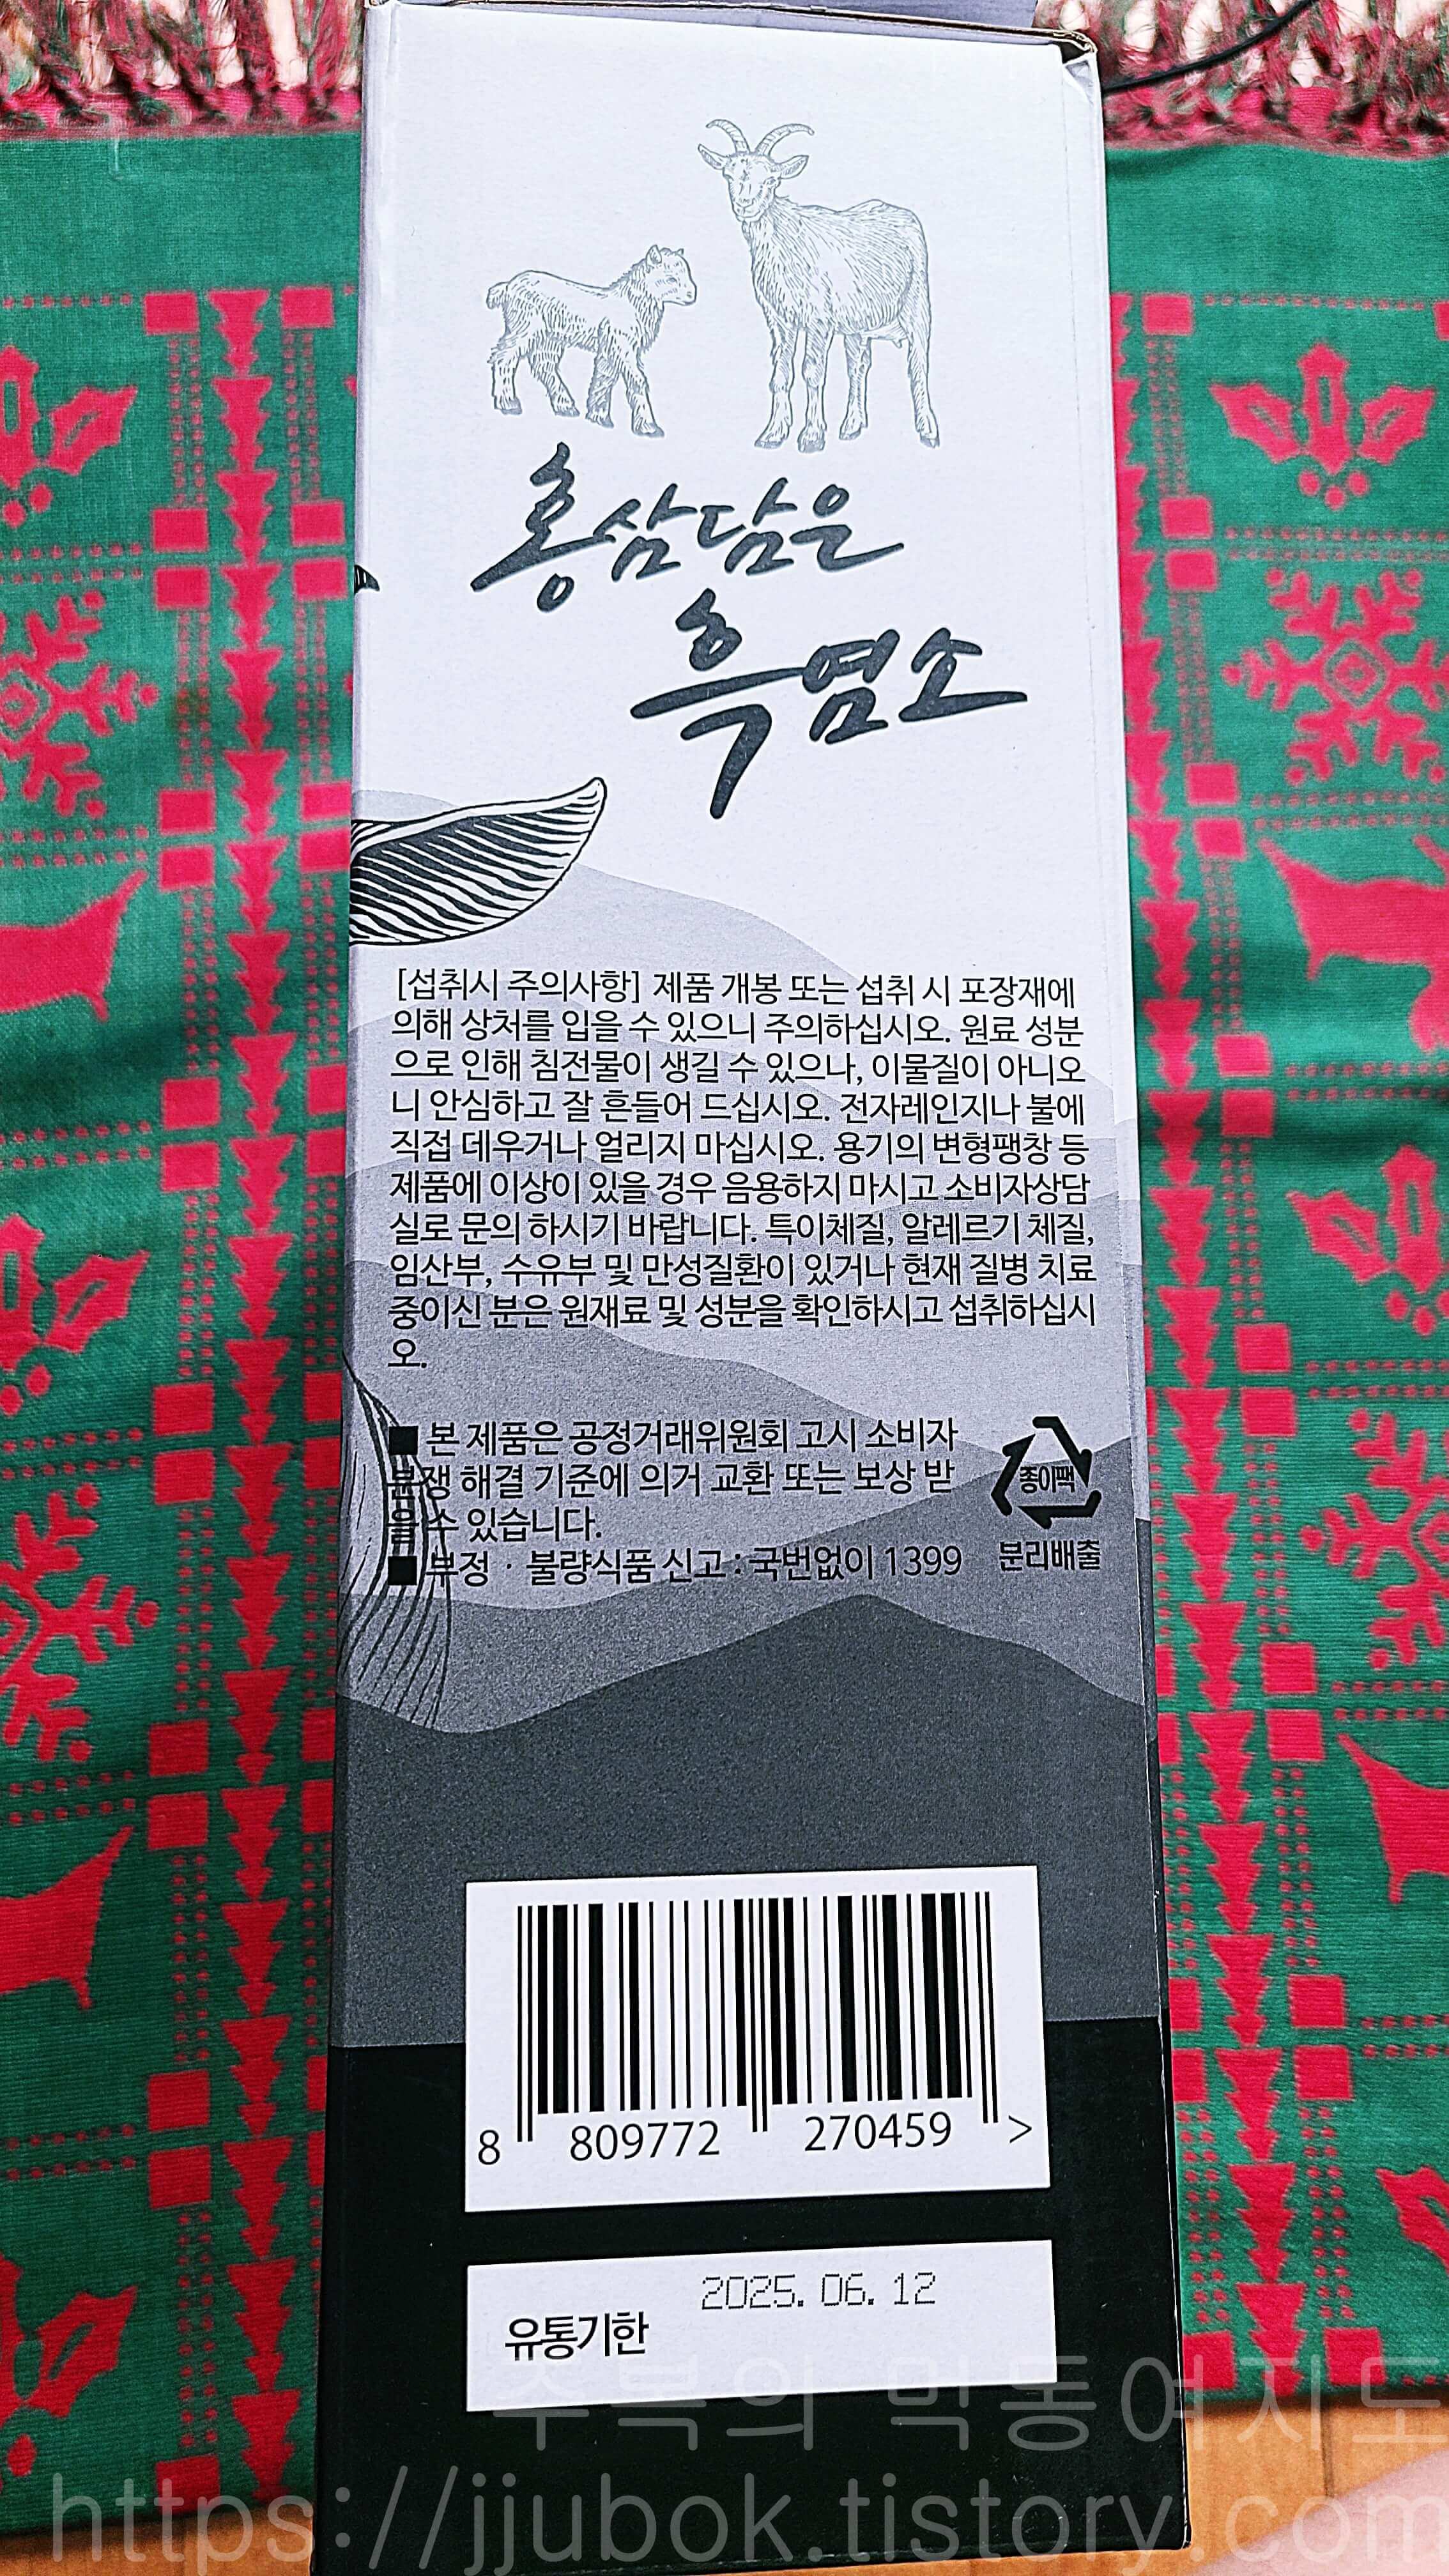 홍삼담은
흑염소
[섭취시 주의사항] 제품 개봉 또는 섭취 시 포장재에
의해 상처를 입을 수 있으니 주의하십시오. 원료 성분
으로 인해 침전물이 생길 수 있으나, 이물질이 아니오
니 안심하고 잘 흔들어 드십시오. 전자레인지나 불에
직접 데우거나 얼리지 마십시오. 용기의 변형팽창 등
제품에 이상이 있을 경우 음용하지 마시고 소비자상담
실로 문의 하시기 바랍니다. 특이체질, 알레르기 체질,
임산부, 수유부 및 만성질환이 있거나 현재 질병 치료
중이신 분은 원재료 및 성분을 확인하시고 섭취하십시
오.
■ 본 제품은 공정거래위원회 고시 소비자
분쟁 해결 기준에 의거 교환 또는 보상 받
을 수 있습니다.
■ 부정 · 불량식품 신고 : 국번없이 1399
종이팩
분리배출
8 809772 270459 >
2025. 06. 12
유통기한
주복의 먹동여지도
https://jjubok.tistory.com